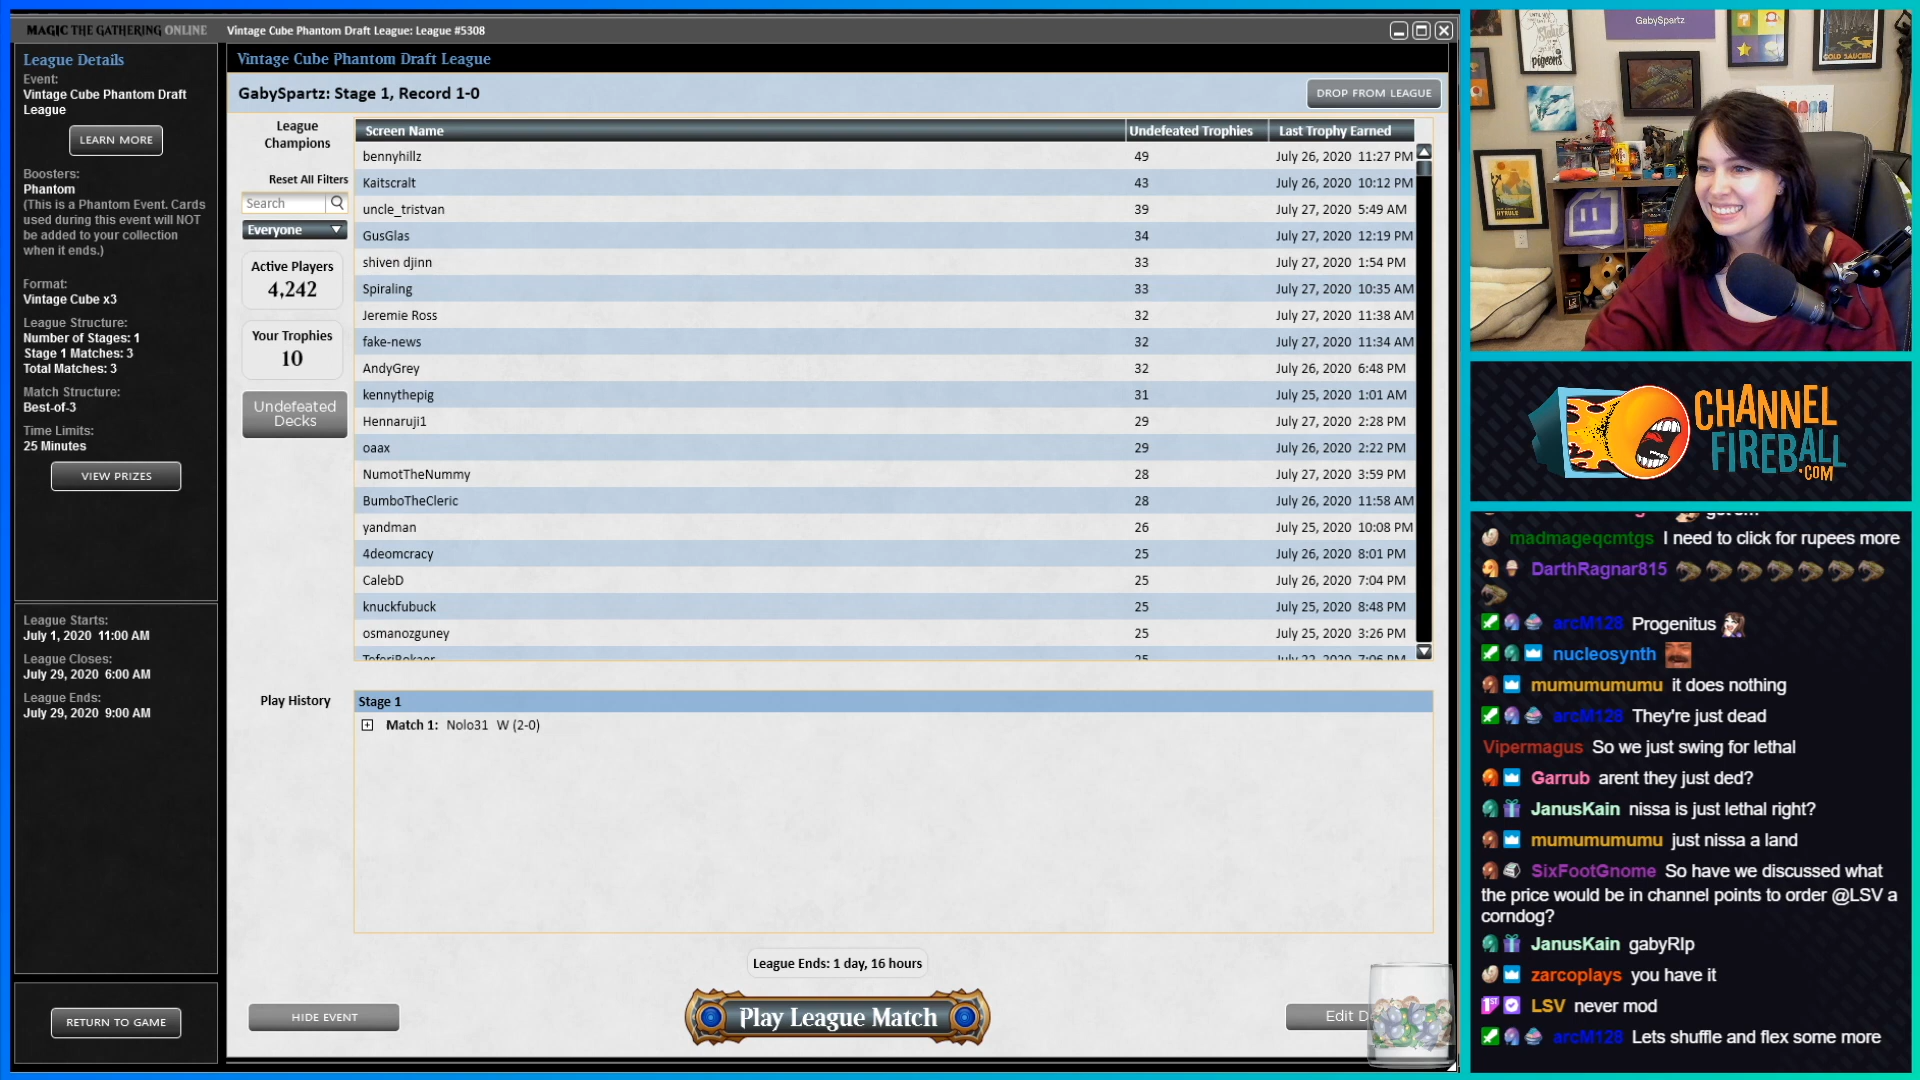 MAGIC THE GATHERING ONLINE
Vintage Cube Phantom Draft League: League #5308
League Details
Event:
Vintage Cube Phantom Draft
League
LEARN MORE
Boosters:
Phantom
(This is a Phantom Event. Cards
used during this event will NOT
be added to your collection
when it ends.)
Format:
Vintage Cube x3
League Structure:
Number of Stages: 1
Stage 1 Matches: 3
Total Matches: 3
Match Structure:
Best-of-3
Time Limits:
25 Minutes
VIEW PRIZES
League Starts:
July 1, 2020 11:00 AM
League Closes:
July 29, 2020 6:00 AM
League Ends:
July 29, 2020 9:00 AM
RETURN TO GAME
Vintage Cube Phantom Draft League
GabySpartz: Stage 1, Record 1-0
DROP FROM LEAGUE
League
Champions
Reset All Filters
Search
Everyone
Active Players
4,242
Your Trophies
10
Undefeated
Decks
Screen Name Undefeated Trophies Last Trophy Earned
bennyhillz 49 July 26, 2020 11:27 PM
Kaitscralt 43 July 26, 2020 10:12 PM
uncle_tristvan 39 July 27, 2020 5:49 AM
GusGlas 34 July 27, 2020 12:19 PM
shiven djinn 33 July 27, 2020 1:54 PM
Spiraling 33 July 27, 2020 10:35 AM
Jeremie Ross 32 July 27, 2020 11:38 AM
fake-news 32 July 27, 2020 11:34 AM
AndyGrey 32 July 26, 2020 6:48 PM
kennythepig 31 July 25, 2020 1:01 AM
Hennaruji1 29 July 27, 2020 2:28 PM
oaax 29 July 26, 2020 2:22 PM
NumotTheNummy 28 July 27, 2020 3:59 PM
BumboTheCleric 28 July 26, 2020 11:58 AM
yandman 26 July 25, 2020 10:08 PM
4deomcracy 25 July 26, 2020 8:01 PM
CalebD 25 July 26, 2020 7:04 PM
knuckfubuck 25 July 25, 2020 8:48 PM
osmanozguney 25 July 25, 2020 3:26 PM
TeferiBokaor 25 July 22, 2020 7:06 PM
Play History
Stage 1
Match 1: Nolo31 W (2-0)
League Ends: 1 day, 16 hours
HIDE EVENT
Play League Match
Edit D
GabySpartz
pigeons
GOLD SAUCER
HYRULE
CHANNEL
FIREBALL
.COM
madmageqcmtgs I need to click for rupees more
DarthRagnar815
arcM128 Progenitus
nucleosynth
mumumumumu it does nothing
arcM128 They're just dead
Vipermagus So we just swing for lethal
Garrub arent they just ded?
JanusKain nissa is just lethal right?
mumumumumu just nissa a land
SixFootGnome So have we discussed what
the price would be in channel points to order @LSV a
corndog?
JanusKain gabyRIp
zarcoplays you have it
LSV never mod
arcM128 Lets shuffle and flex some more